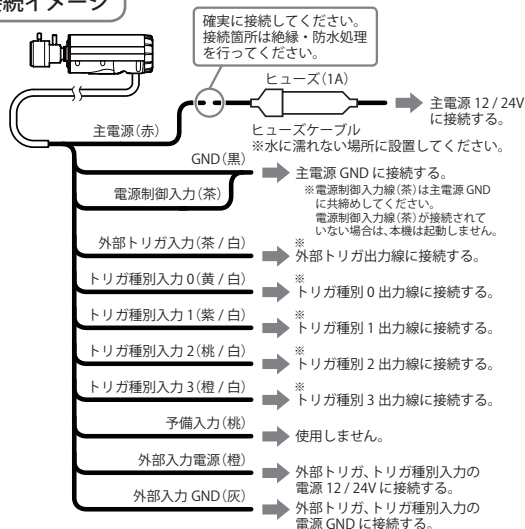 接続イメージ
確実に接続してください。
接続箇所は絶縁・防水処理
を行ってください。
ヒューズ(1A)
主電源 12 / 24V
に接続する。
主電源(赤)
ヒューズケーブル
※水に濡れない場所に設置してください。
GND(黒)
主電源 GND に接続する。
※電源制御入力線(茶)は主電源 GND
に共締めしてください。
電源制御入力線(茶)が接続されて
いない場合は、本機は起動しません。
電源制御入力(茶)
外部トリガ入力(茶 / 白)
※
外部トリガ出力線に接続する。
トリガ種別入力 0(黄 / 白)
※
トリガ種別 0 出力線に接続する。
トリガ種別入力 1(紫 / 白)
※
トリガ種別 1 出力線に接続する。
トリガ種別入力 2(桃 / 白)
※
トリガ種別 2 出力線に接続する。
トリガ種別入力 3(橙 / 白)
※
トリガ種別 3 出力線に接続する。
予備入力(桃)
使用しません。
外部入力電源(橙)
外部トリガ、トリガ種別入力の
電源 12 / 24V に接続する。
外部入力 GND(灰)
外部トリガ、トリガ種別入力の
電源 GND に接続する。